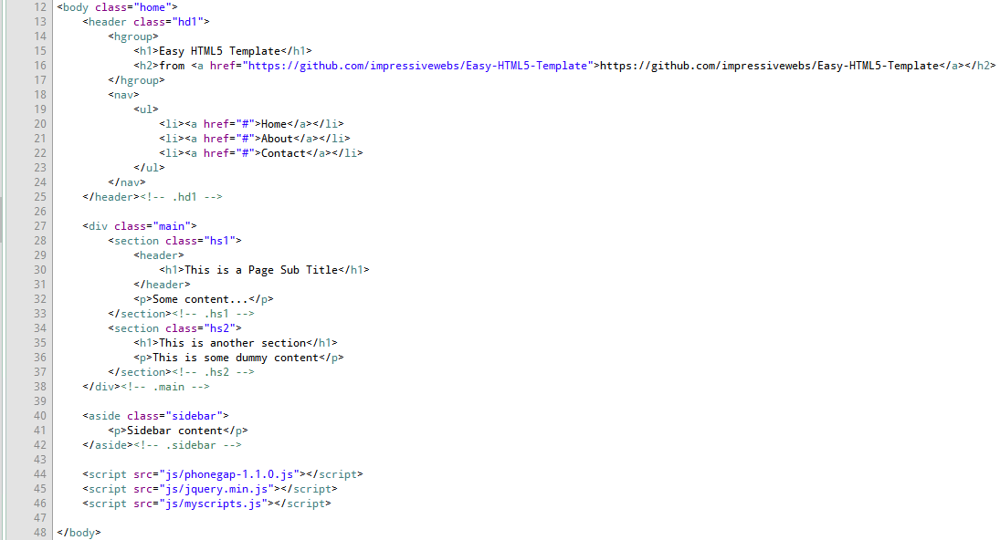 12 <body class="home">
13     <header class="hd1">
14         <hgroup>
15             <h1>Easy HTML5 Template</h1>
16             <h2>from <a href="https://github.com/impressivewebs/Easy-HTML5-Template">https://github.com/impressivewebs/Easy-HTML5-Template</a></h2>
17         </hgroup>
18         <nav>
19             <ul>
20                 <li><a href="#">Home</a></li>
21                 <li><a href="#">About</a></li>
22                 <li><a href="#">Contact</a></li>
23             </ul>
24         </nav>
25     </header><!-- .hd1 -->
26
27     <div class="main">
28         <section class="hs1">
29             <header>
30                 <h1>This is a Page Sub Title</h1>
31             </header>
32             <p>Some content...</p>
33         </section><!-- .hs1 -->
34         <section class="hs2">
35             <h1>This is another section</h1>
36             <p>This is some dummy content</p>
37         </section><!-- .hs2 -->
38     </div><!-- .main -->
39
40     <aside class="sidebar">
41         <p>Sidebar content</p>
42     </aside><!-- .sidebar -->
43
44     <script src="js/phonegap-1.1.0.js"></script>
45     <script src="js/jquery.min.js"></script>
46     <script src="js/myscripts.js"></script>
47
48 </body>